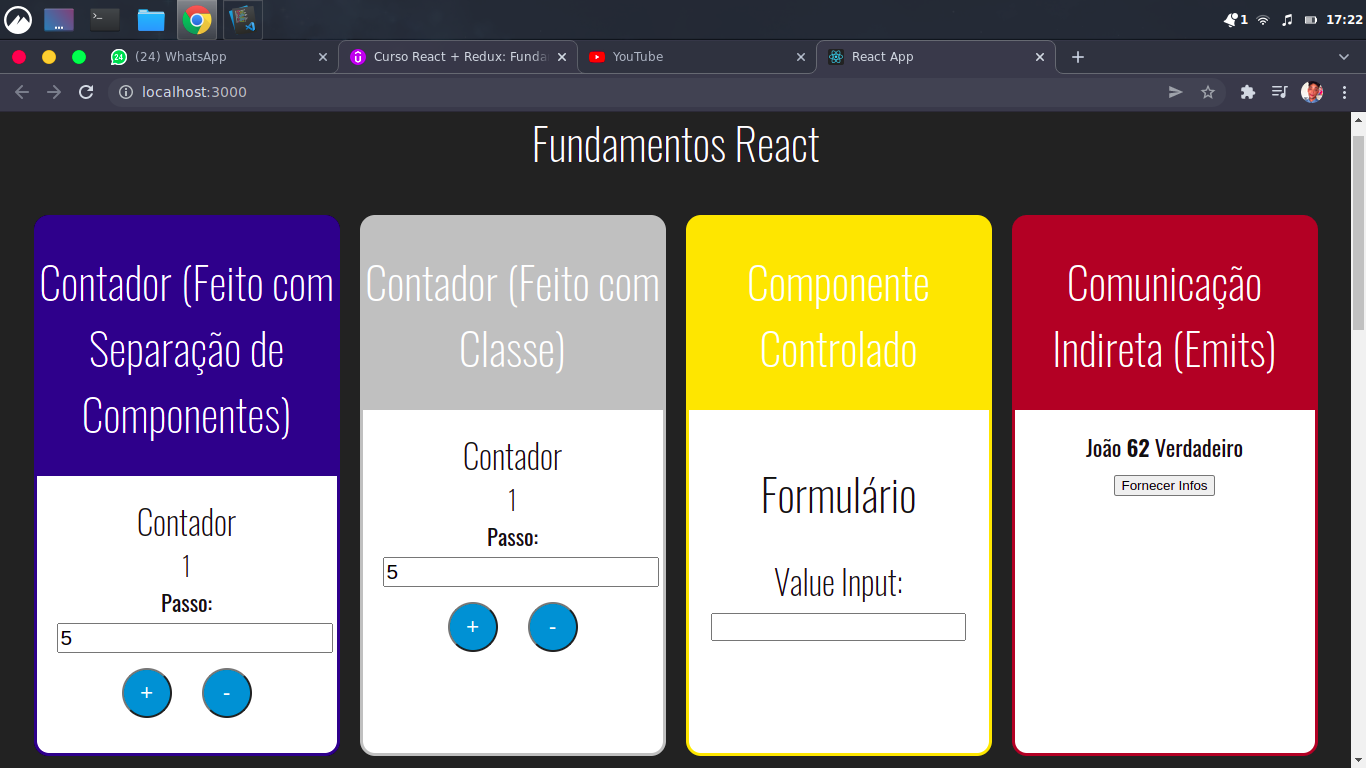 1
17:22
(24) WhatsApp
Curso React + Redux: Funda
YouTube
React App
localhost:3000
Fundamentos React
Contador (Feito com
Separação de
Componentes)
Contador
1
Passo:
5
+ -
Contador (Feito com
Classe)
Contador
1
Passo:
5
+ -
Componente
Controlado
Formulário
Value Input:
Comunicação
Indireta (Emits)
João 62 Verdadeiro
Fornecer Infos